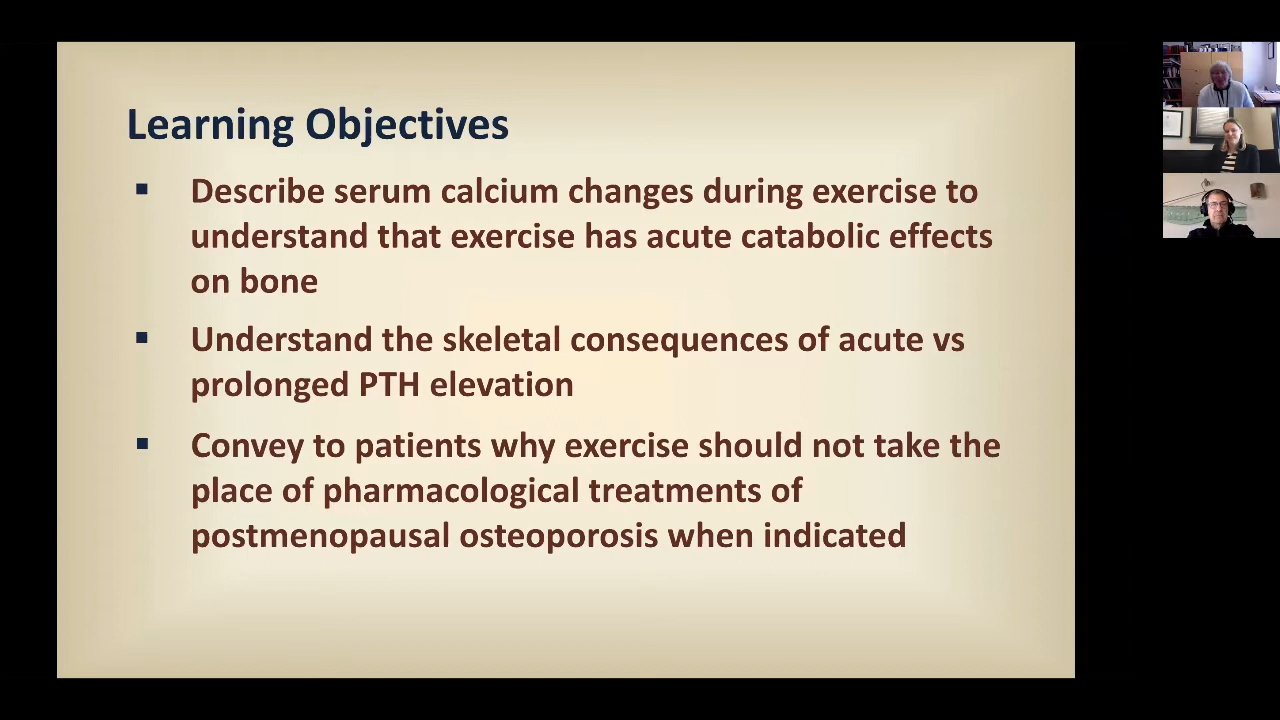 Learning Objectives
▪ Describe serum calcium changes during exercise to
understand that exercise has acute catabolic effects
on bone
▪ Understand the skeletal consequences of acute vs
prolonged PTH elevation
▪ Convey to patients why exercise should not take the
place of pharmacological treatments of
postmenopausal osteoporosis when indicated